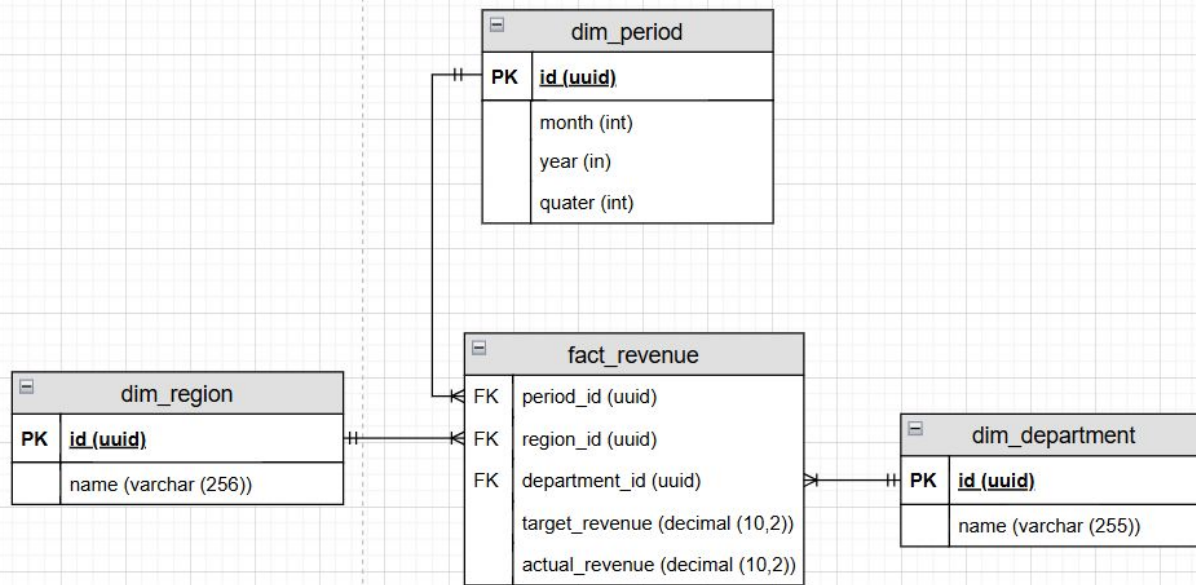 dim_period
PK id (uuid)
month (int)
year (in)
quater (int)
dim_region
PK id (uuid)
name (varchar (256))
fact_revenue
FK period_id (uuid)
FK region_id (uuid)
FK department_id (uuid)
target_revenue (decimal (10,2))
actual_revenue (decimal (10,2))
dim_department
PK id (uuid)
name (varchar (255))